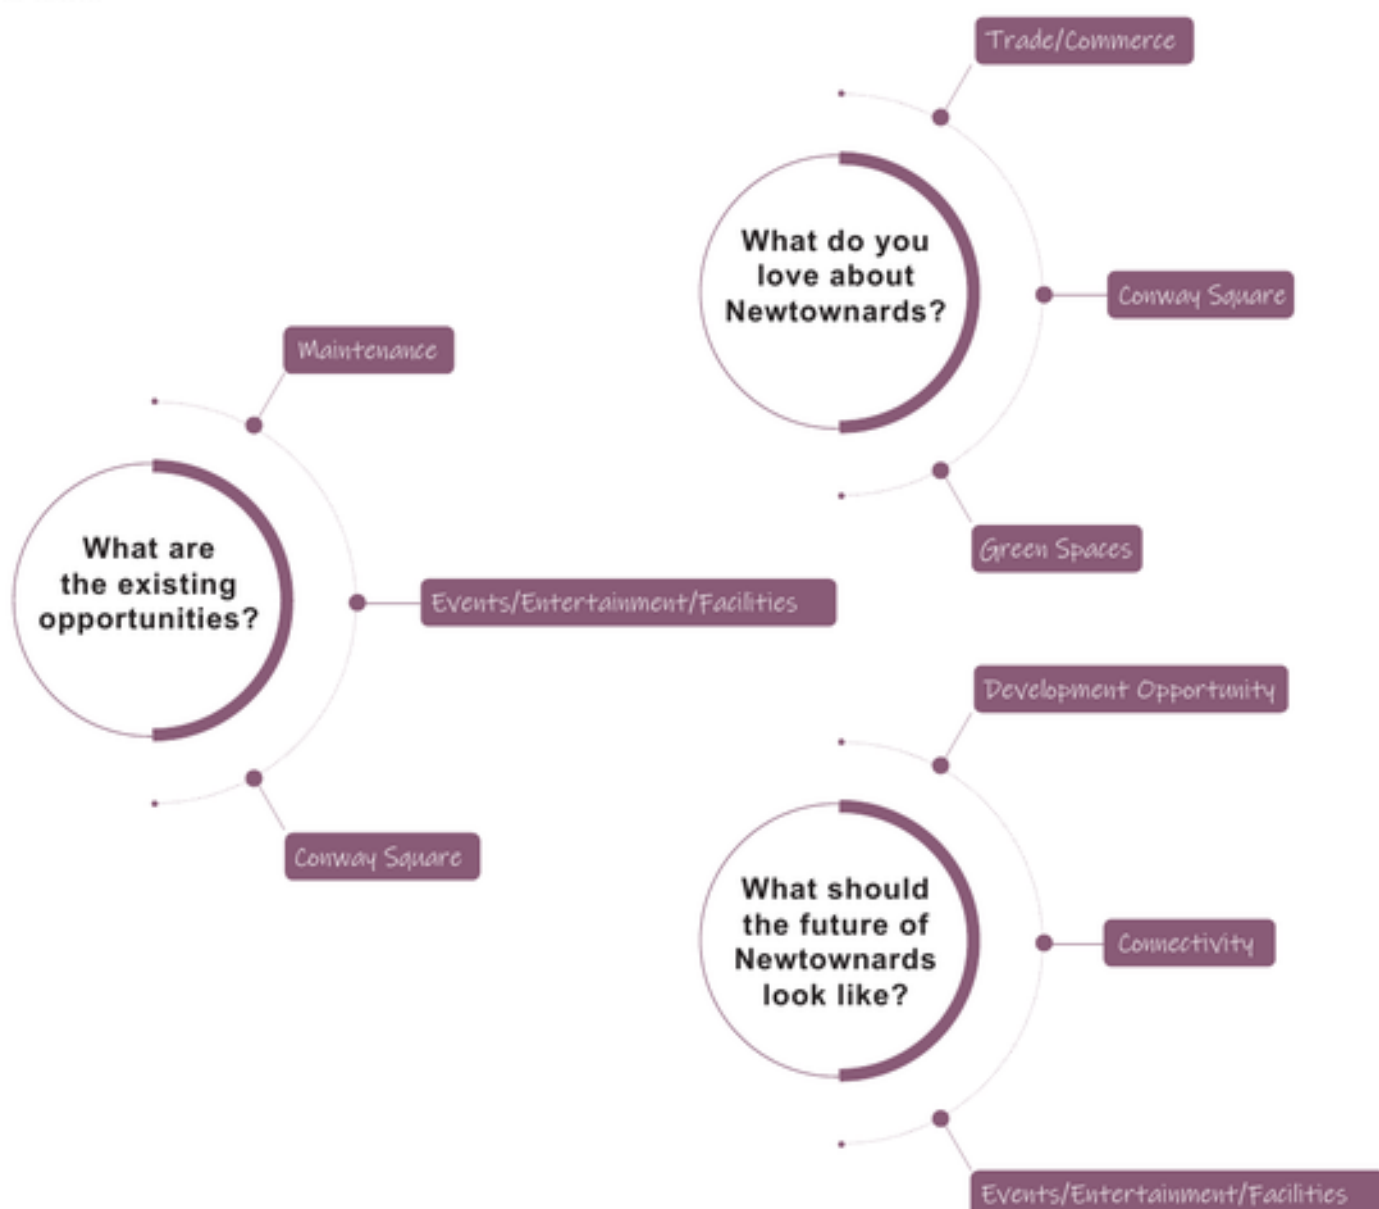 Trade/Commerce
What do you
love about
Newtownards?
Conway Square
Green Spaces
Maintenance
What are
the existing
opportunities?
Events/Entertainment/Facilities
Conway Square
Development Opportunity
What should
the future of
Newtownards
look like?
Connectivity
Events/Entertainment/Facilities